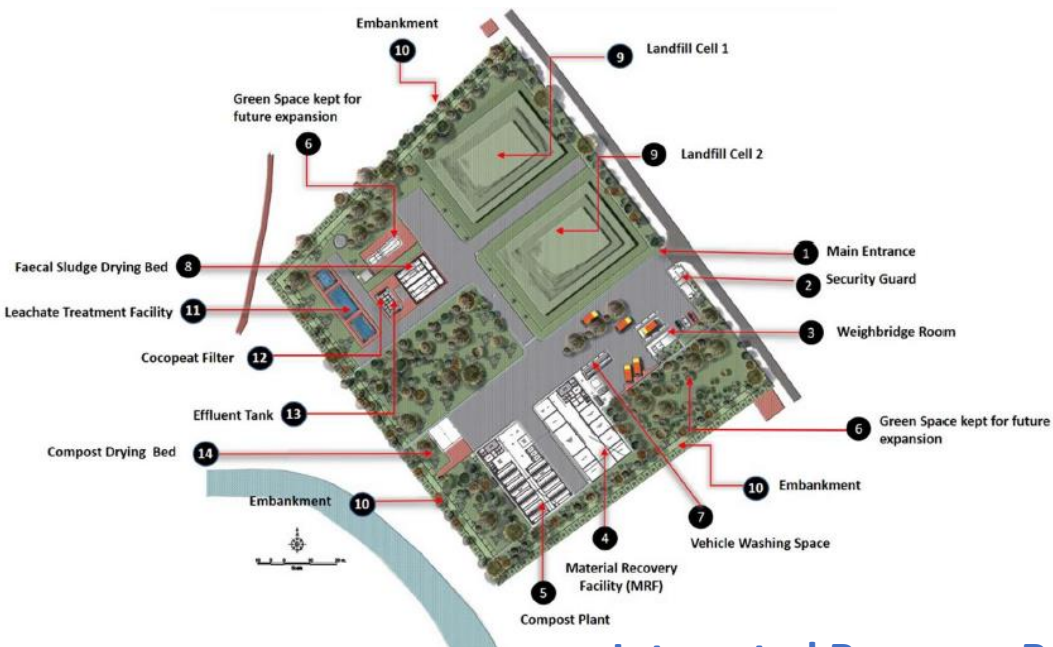 Embankment
10
9
Landfill Cell 1
Green Space kept for
future expansion
6
9
Landfill Cell 2
1
Main Entrance
Faecal Sludge Drying Bed
8
2
Security Guard
Leachate Treatment Facility
11
3
Weighbridge Room
Cocopeat Filter
12
Effluent Tank
13
6
Green Space kept for future
expansion
Compost Drying Bed
14
Embankment
10
10
Embankment
7
Vehicle Washing Space
4
Material Recovery
Facility (MRF)
5
Compost Plant